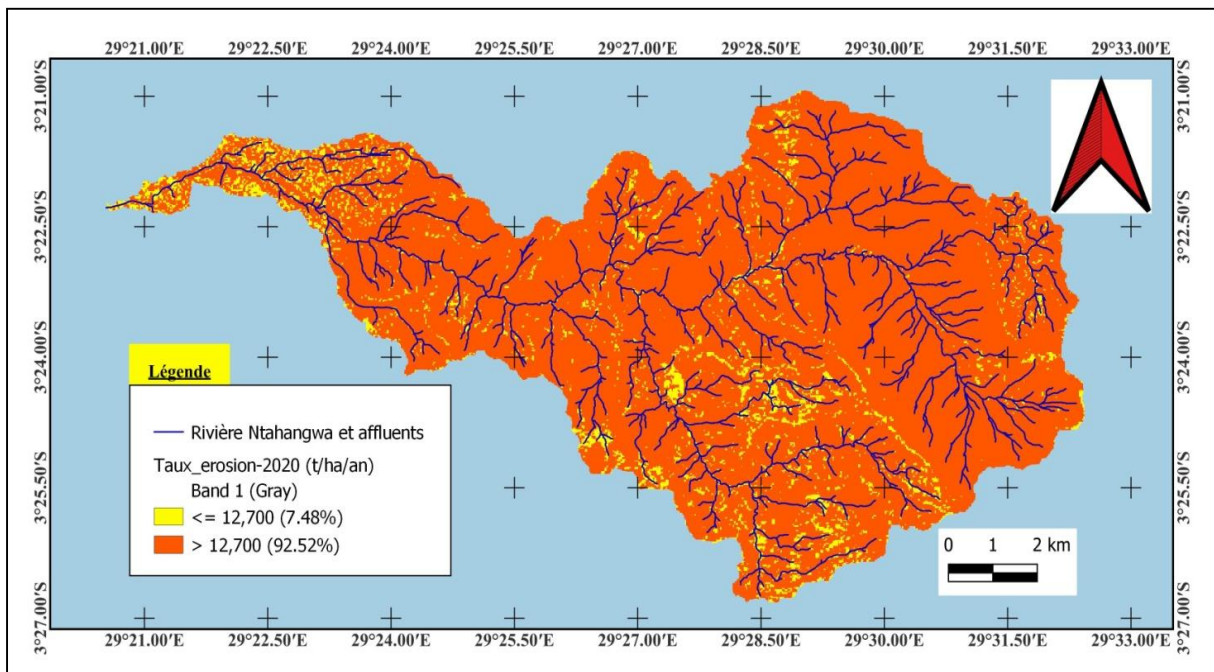 29°21.00′E 29°22.50′E 29°24.00′E 29°25.50′E 29°27.00′E 29°28.50′E 29°30.00′E 29°31.50′E 29°33.00′E
3°21.00′S 3°21.00′S
3°22.50′S 3°22.50′S
3°24.00′S 3°24.00′S
Légende
Rivière Ntahangwa et affluents
Taux_erosion-2020 (t/ha/an)
Band 1 (Gray)
<= 12,700 (7.48%)
> 12,700 (92.52%)
3°25.50′S 3°25.50′S
0 1 2 km
3°27.00′S 3°27.00′S
29°21.00′E 29°22.50′E 29°24.00′E 29°25.50′E 29°27.00′E 29°28.50′E 29°30.00′E 29°31.50′E 29°33.00′E